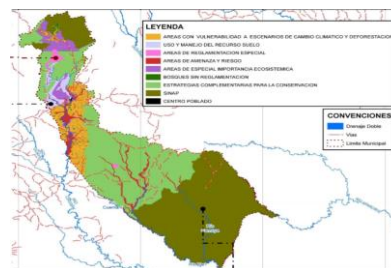 LEYENDA
AREAS CON VULNERABILIDAD A ESCENARIOS DE CAMBIO CLIMATICO Y DEFORESTACION
USO Y MANEJO DEL RECURSO SUELO
AREAS DE REGLAMENTACION ESPECIAL
AREAS DE AMENAZA Y RIESGO
AREAS DE ESPECIAL IMPORTANCIA ECOSISTEMICA
BOSQUES SIN REGLAMENTACION
ESTRATEGIAS COMPLEMENTARIAS PARA LA CONSERVACION
SINAP
CENTRO POBLADO
CONVENCIONES
Drenaje Doble
Vias
Limite Municipal